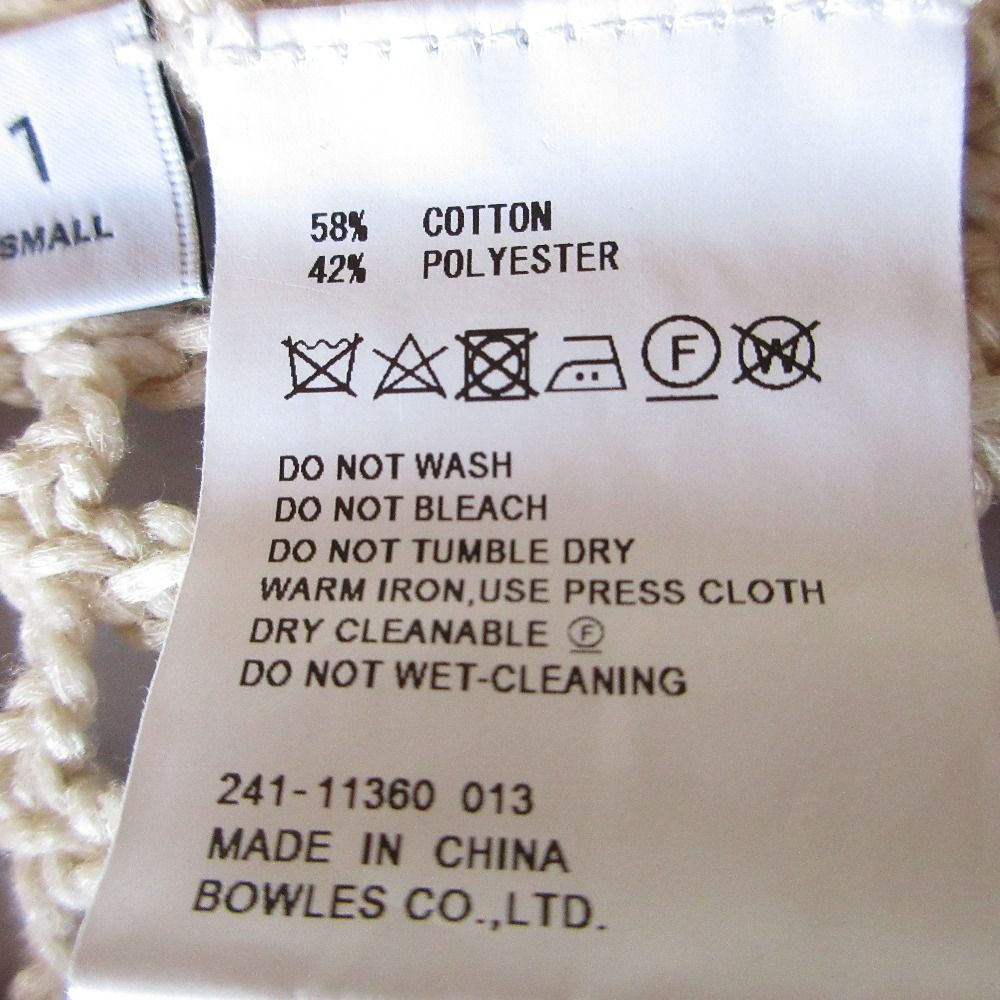 1
SMALL
58% COTTON
42% POLYESTER
F W
DO NOT WASH
DO NOT BLEACH
DO NOT TUMBLE DRY
WARM IRON,USE PRESS CLOTH
DRY CLEANABLE Ⓕ
DO NOT WET-CLEANING
241-11360 013
MADE IN CHINA
BOWLES CO.,LTD.